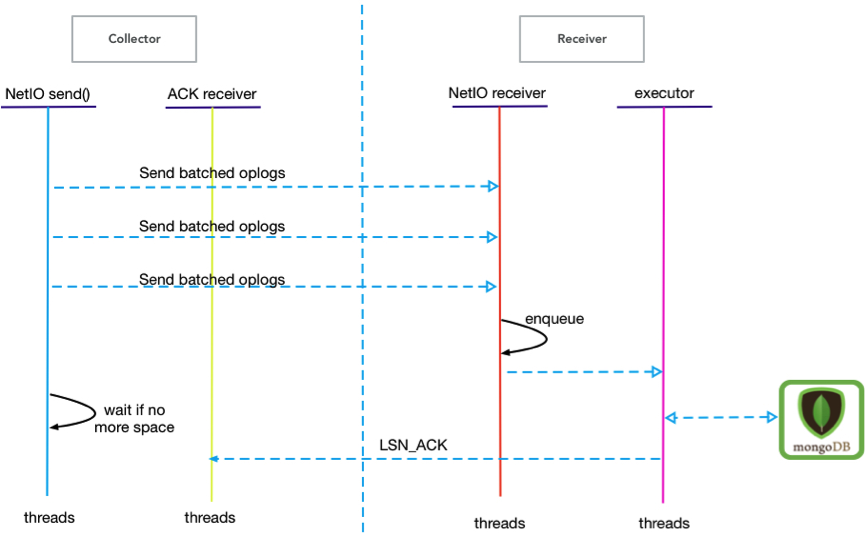 Collector
Receiver
NetIO send()
ACK receiver
NetIO receiver
executor
Send batched oplogs
Send batched oplogs
Send batched oplogs
enqueue
wait if no
more space
mongoDB
LSN_ACK
threads
threads
threads
threads